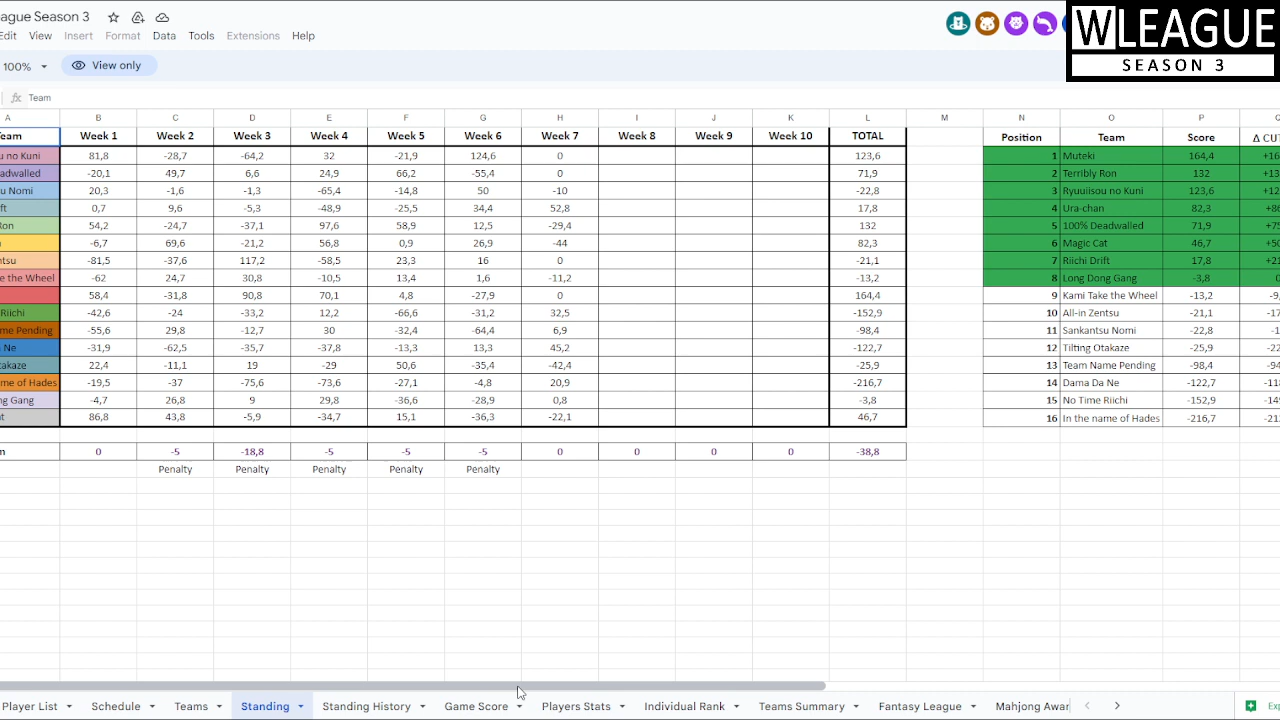 ague Season 3
Edit View Insert Format Data Tools Extensions Help
WLEAGUE
SEASON 3
100% View only
fx Team
A B C D E F G H I J K L M N O P
Team Week 1 Week 2 Week 3 Week 4 Week 5 Week 6 Week 7 Week 8 Week 9 Week 10 TOTAL Position Team Score Δ CUT
u no Kuni 81,8 -28,7 -64,2 32 -21,9 124,6 0 123,6 1 Muteki 164,4 +16
eadwalled -20,1 49,7 6,6 24,9 66,2 -55,4 0 71,9 2 Terribly Ron 132 +13
u Nomi 20,3 -1,6 -1,3 -65,4 -14,8 50 -10 -22,8 3 Ryuuiisou no Kuni 123,6 +12
ft 0,7 9,6 -5,3 -48,9 -25,5 34,4 52,8 17,8 4 Ura-chan 82,3 +86
Ron 54,2 -24,7 -37,1 97,6 58,9 12,5 -29,4 132 5 100% Deadwalled 71,9 +75
n -6,7 69,6 -21,2 56,8 0,9 26,9 -44 82,3 6 Magic Cat 46,7 +50
ntsu -81,5 -37,6 117,2 -58,5 23,3 16 0 -21,1 7 Riichi Drift 17,8 +21
e the Wheel -62 24,7 30,8 -10,5 13,4 1,6 -11,2 -13,2 8 Long Dong Gang -3,8 0
58,4 -31,8 90,8 70,1 4,8 -27,9 0 164,4 9 Kami Take the Wheel -13,2 -9,
Riichi -42,6 -24 -33,2 12,2 -66,6 -31,2 32,5 -152,9 10 All-in Zentsu -21,1 -17
me Pending -55,6 29,8 -12,7 30 -32,4 -64,4 6,9 -98,4 11 Sankantsu Nomi -22,8 -1
Ne -31,9 -62,5 -35,7 -37,8 -13,3 13,3 45,2 -122,7 12 Tilting Otakaze -25,9 -22
akaze 22,4 -11,1 19 -29 50,6 -35,4 -42,4 -25,9 13 Team Name Pending -98,4 -94
me of Hades -19,5 -37 -75,6 -73,6 -27,1 -4,8 20,9 -216,7 14 Dama Da Ne -122,7 -118
ng Gang -4,7 26,8 9 29,8 -36,6 -28,9 0,8 -3,8 15 No Time Riichi -152,9 -149
at 86,8 43,8 -5,9 -34,7 15,1 -36,3 -22,1 46,7 16 In the name of Hades -216,7 -212
m 0 -5 -18,8 -5 -5 -5 0 0 0 0 -38,8
Penalty Penalty Penalty Penalty Penalty
Player List Schedule Teams Standing Standing History Game Score Players Stats Individual Rank Teams Summary Fantasy League Mahjong Awar Exp